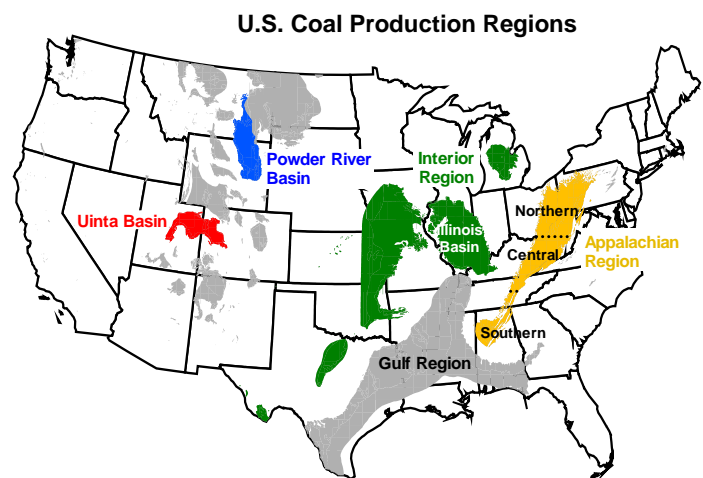 U.S. Coal Production Regions
Powder River
Basin
Interior
Region
Uinta Basin
Northern
Illinois
Basin
Central
Appalachian
Region
Southern
Gulf Region